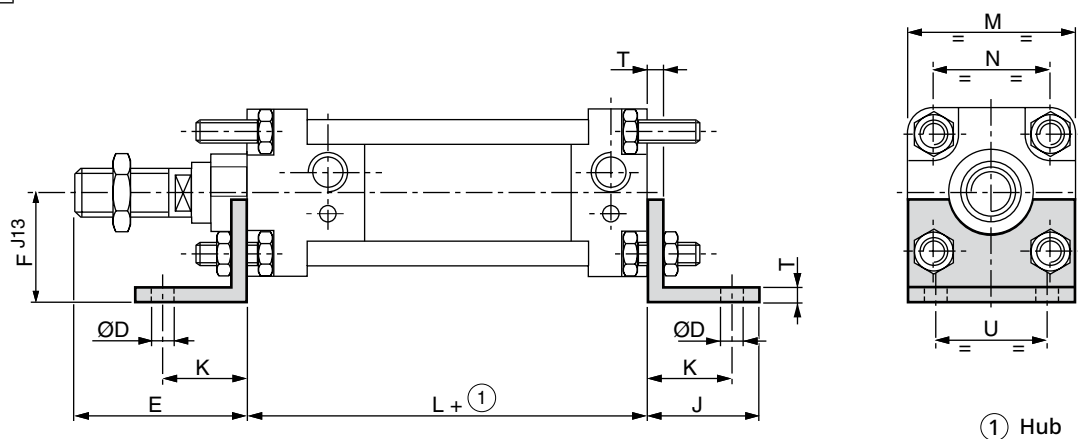 M
= =
N
= =
T
F J13
T
ØD
ØD
U
= =
K
K
E
L + ①
J
① Hub